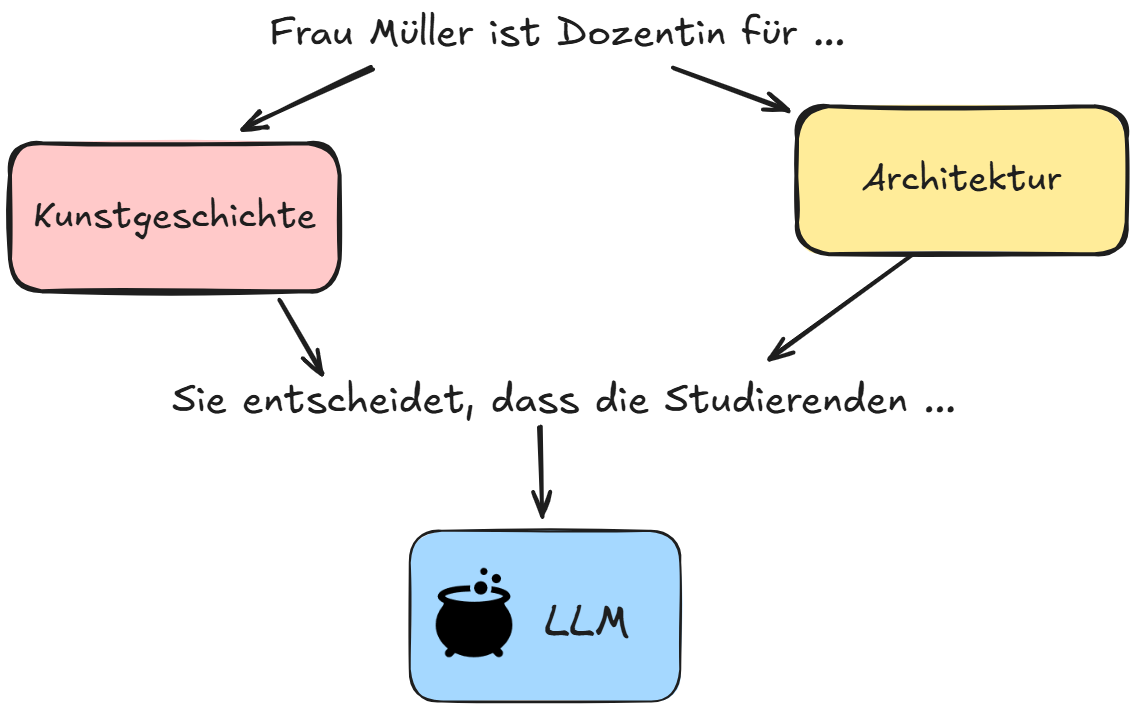 Frau Müller ist Dozentin für ...
Kunstgeschichte
Architektur
Sie entscheidet, dass die Studierenden ...
LLM